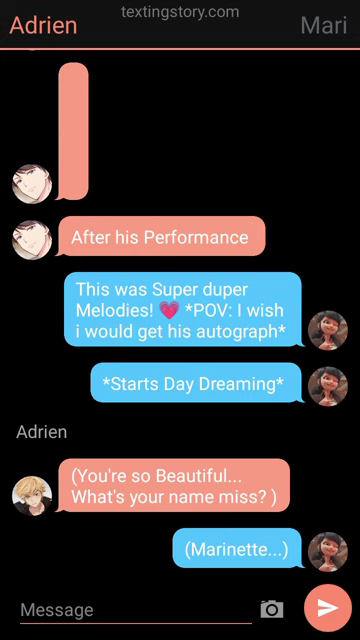 textingstory.com
Adrien
Mari
After his Performance
This was Super duper
Melodies! 💗 *POV: I wish
i would get his autograph*
*Starts Day Dreaming*
Adrien
(You're so Beautiful...
What's your name miss? )
(Marinette...)
Message